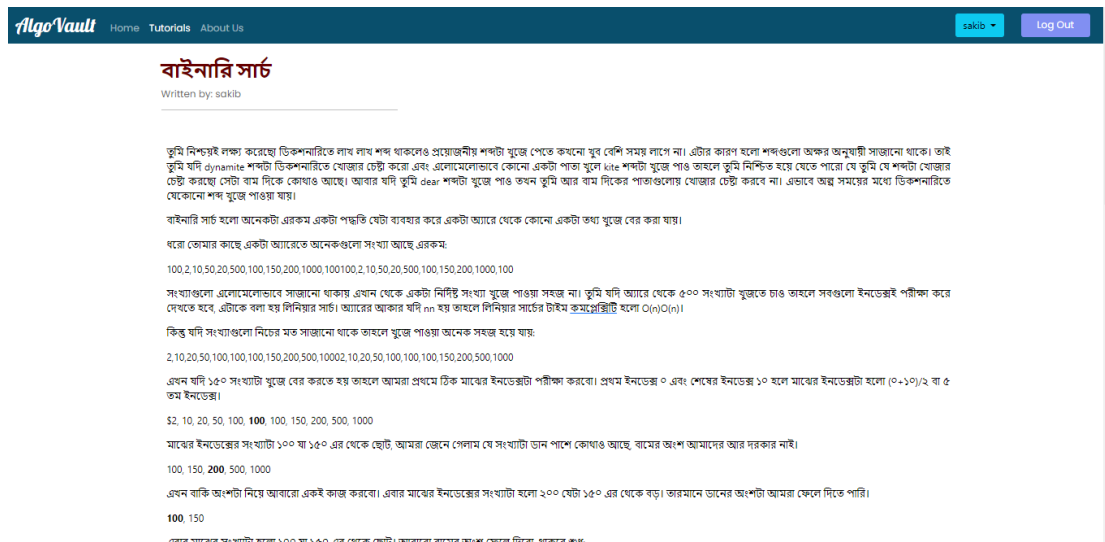 AlgoVault Home Tutorials About Us sakib Log Out
বাইনারি সার্চ
Written by: sakib
তুমি নিশ্চয়ই লক্ষ্য করেছো ডিকশনারিতে লাখ লাখ শব্দ থাকলেও প্রয়োজনীয় শব্দটা খুজে পেতে কখনো খুব বেশি সময় লাগে না। এটার কারণ হলো শব্দগুলো অক্ষর অনুযায়ী সাজানো থাকে। তাই
তুমি যদি dynamite শব্দটা ডিকশনারিতে খোজার চেষ্টা করো এবং এলোমেলোভাবে কোনো একটা পাতা খুলে kite শব্দটা খুজে পাও তাহলে তুমি নিশ্চিত হয়ে যেতে পারো যে তুমি যে শব্দটা খোজার
চেষ্টা করছো সেটা বাম দিকে কোথাও আছে। আবার যদি তুমি dear শব্দটা খুজে পাও তখন তুমি আর বাম দিকের পাতাগুলোয় খোজার চেষ্টা করবে না। এভাবে অল্প সময়ের মধ্যে ডিকশনারিতে
যেকোনো শব্দ খুজে পাওয়া যায়।
বাইনারি সার্চ হলো অনেকটা এরকম একটা পদ্ধতি যেটা ব্যবহার করে একটা অ্যারে থেকে কোনো একটা তথ্য খুজে বের করা যায়।
ধরো তোমার কাছে একটা অ্যারেতে অনেকগুলো সংখ্যা আছে এরকম:
100,2,10,50,20,500,100,150,200,1000,100100,2,10,50,20,500,100,150,200,1000,100
সংখ্যাগুলো এলোমেলোভাবে সাজানো থাকায় এখান থেকে একটা নির্দিষ্ট সংখ্যা খুজে পাওয়া সহজ না। তুমি যদি অ্যারে থেকে ৫০০ সংখ্যাটা খুজতে চাও তাহলে সবগুলো ইনডেক্সই পরীক্ষা করে
দেখতে হবে, এটাকে বলা হয় লিনিয়ার সার্চ। অ্যারের আকার যদি nn হয় তাহলে লিনিয়ার সার্চের টাইম কমপ্লেক্সিটি হলো O(n)O(n)।
কিন্তু যদি সংখ্যাগুলো নিচের মত সাজানো থাকে তাহলে খুজে পাওয়া অনেক সহজ হয়ে যায়:
2,10,20,50,100,100,100,150,200,500,10002,10,20,50,100,100,100,150,200,500,1000
এখন যদি ১৫০ সংখ্যাটা খুজে বের করতে হয় তাহলে আমরা প্রথমে ঠিক মাঝের ইনডেক্সটা পরীক্ষা করবো। প্রথম ইনডেক্স ০ এবং শেষের ইনডেক্স ১০ হলে মাঝের ইনডেক্সটা হলো (০+১০)/২ বা ৫
তম ইনডেক্স।
$2, 10, 20, 50, 100, 100, 100, 150, 200, 500, 1000
মাঝের ইনডেক্সের সংখ্যাটা ১০০ যা ১৫০ এর থেকে ছোট, আমরা জেনে গেলাম যে সংখ্যাটা ডান পাশে কোথাও আছে, বামের অংশ আমাদের আর দরকার নাই।
100, 150, 200, 500, 1000
এখন বাকি অংশটা নিয়ে আবারো একই কাজ করবো। এবার মাঝের ইনডেক্সের সংখ্যাটা হলো ২০০ যেটা ১৫০ এর থেকে বড়। তারমানে ডানের অংশটা আমরা ফেলে দিতে পারি।
100, 150